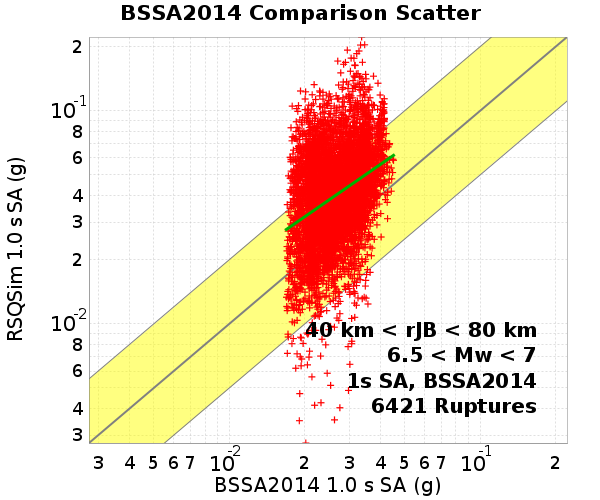 BSSA2014 Comparison Scatter
RSQSim 1.0 s SA (g)
2
10-1
8
6
4
3
2
10-2
8
6
4
3
40 km < rJB < 80 km
6.5 < Mw < 7
1s SA, BSSA2014
6421 Ruptures
3 4 5 6 7 10-2 2 3 4 5 6 7 10-1 2
BSSA2014 1.0 s SA (g)